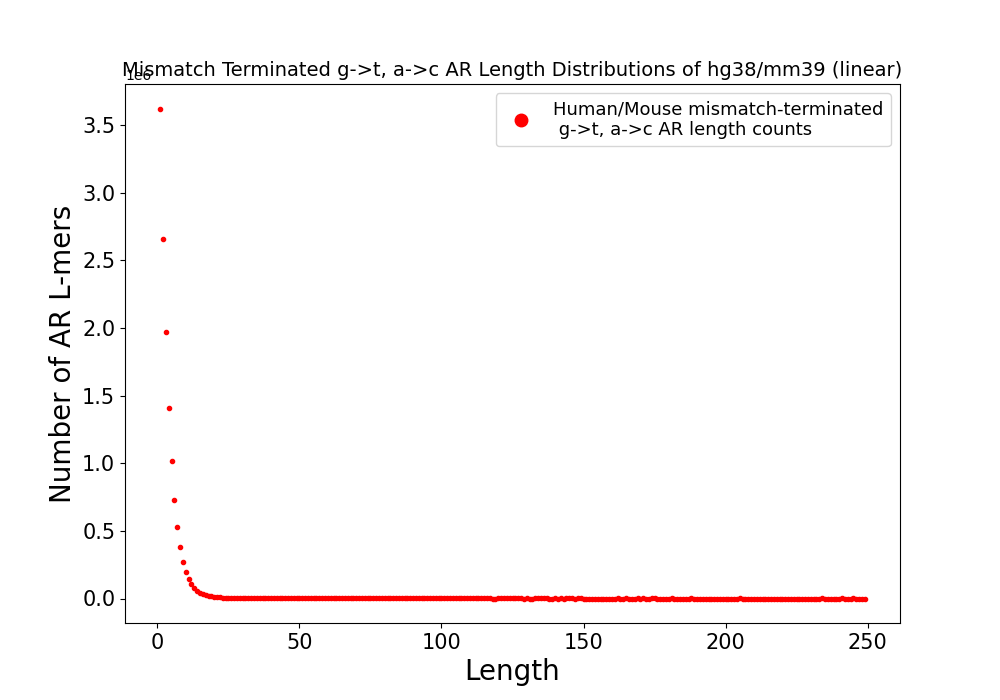 Mismatch Terminated g->t, a->c AR Length Distributions of hg38/mm39 (linear)
1e6
Human/Mouse mismatch-terminated
g->t, a->c AR length counts
Number of AR L-mers
3.5
3.0
2.5
2.0
1.5
1.0
0.5
0.0
0 50 100 150 200 250
Length